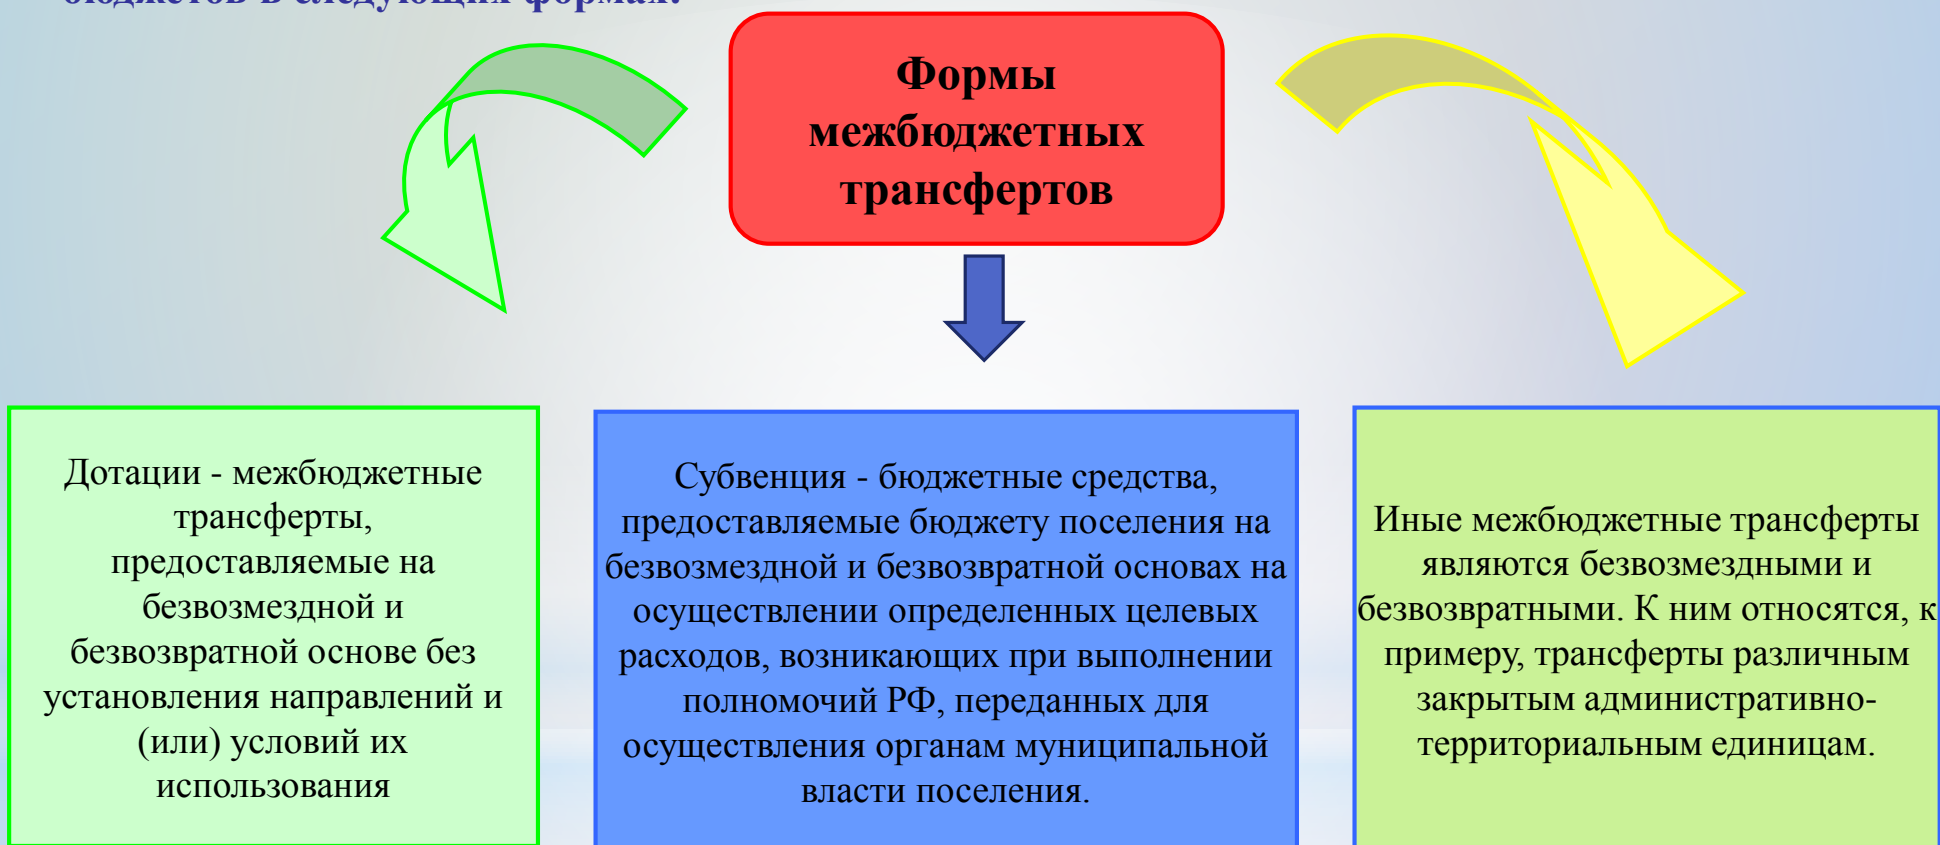 бюджетов в следующих формах:
Формы
межбюджетных
трансфертов
Дотации - межбюджетные
трансферты,
предоставляемые на
безвозмездной и
безвозвратной основе без
установления направлений и
(или) условий их
использования
Субвенция - бюджетные средства,
предоставляемые бюджету поселения на
безвозмездной и безвозвратной основах на
осуществлении определенных целевых
расходов, возникающих при выполнении
полномочий РФ, переданных для
осуществления органам муниципальной
власти поселения.
Иные межбюджетные трансферты
являются безвозмездными и
безвозвратными. К ним относятся, к
примеру, трансферты различным
закрытым административно-
территориальным единицам.